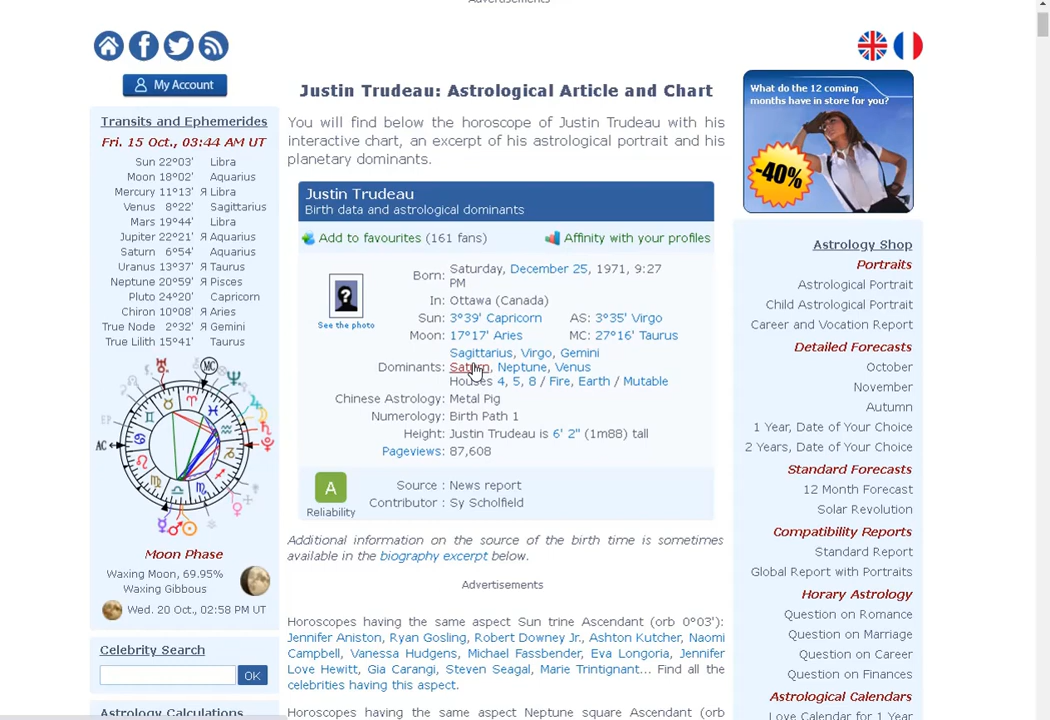 Advertisements
My Account
Transits and Ephemerides
Fri. 15 Oct., 03:44 AM UT
Sun 22°03' Libra
Moon 18°02' Aquarius
Mercury 11°13' Я Libra
Venus 8°22' Sagittarius
Mars 19°44' Libra
Jupiter 22°21' Я Aquarius
Saturn 6°54' Aquarius
Uranus 13°37' Я Taurus
Neptune 20°59' Я Pisces
Pluto 24°20' Capricorn
Chiron 10°08' Я Aries
True Node 2°32' Я Gemini
True Lilith 15°41' Taurus
MC
EP
AC
Moon Phase
Waxing Moon, 69.95%
Waxing Gibbous
Wed. 20 Oct., 02:58 PM UT
Celebrity Search
OK
Astrology Calculations
Justin Trudeau: Astrological Article and Chart
You will find below the horoscope of Justin Trudeau with his
interactive chart, an excerpt of his astrological portrait and his
planetary dominants.
Justin Trudeau
Birth data and astrological dominants
Add to favourites (161 fans)
Affinity with your profiles
See the photo
Born: Saturday, December 25, 1971, 9:27
PM
In: Ottawa (Canada)
Sun: 3°39' Capricorn AS: 3°35' Virgo
Moon: 17°17' Aries MC: 27°16' Taurus
Sagittarius, Virgo, Gemini
Dominants: Saturn, Neptune, Venus
Houses 4, 5, 8 / Fire, Earth / Mutable
Chinese Astrology: Metal Pig
Numerology: Birth Path 1
Height: Justin Trudeau is 6' 2" (1m88) tall
Pageviews: 87,608
A
Reliability
Source : News report
Contributor : Sy Scholfield
Additional information on the source of the birth time is sometimes
available in the biography excerpt below.
Advertisements
Horoscopes having the same aspect Sun trine Ascendant (orb 0°03'):
Jennifer Aniston, Ryan Gosling, Robert Downey Jr., Ashton Kutcher, Naomi
Campbell, Vanessa Hudgens, Michael Fassbender, Eva Longoria, Jennifer
Love Hewitt, Gia Carangi, Steven Seagal, Marie Trintignant... Find all the
celebrities having this aspect.
Horoscopes having the same aspect Neptune square Ascendant (orb
What do the 12 coming
months have in store for you?
-40%
Astrology Shop
Portraits
Astrological Portrait
Child Astrological Portrait
Career and Vocation Report
Detailed Forecasts
October
November
Autumn
1 Year, Date of Your Choice
2 Years, Date of Your Choice
Standard Forecasts
12 Month Forecast
Solar Revolution
Compatibility Reports
Standard Report
Global Report with Portraits
Horary Astrology
Question on Romance
Question on Marriage
Question on Career
Question on Finances
Astrological Calendars
Love Calendar for 1 Year